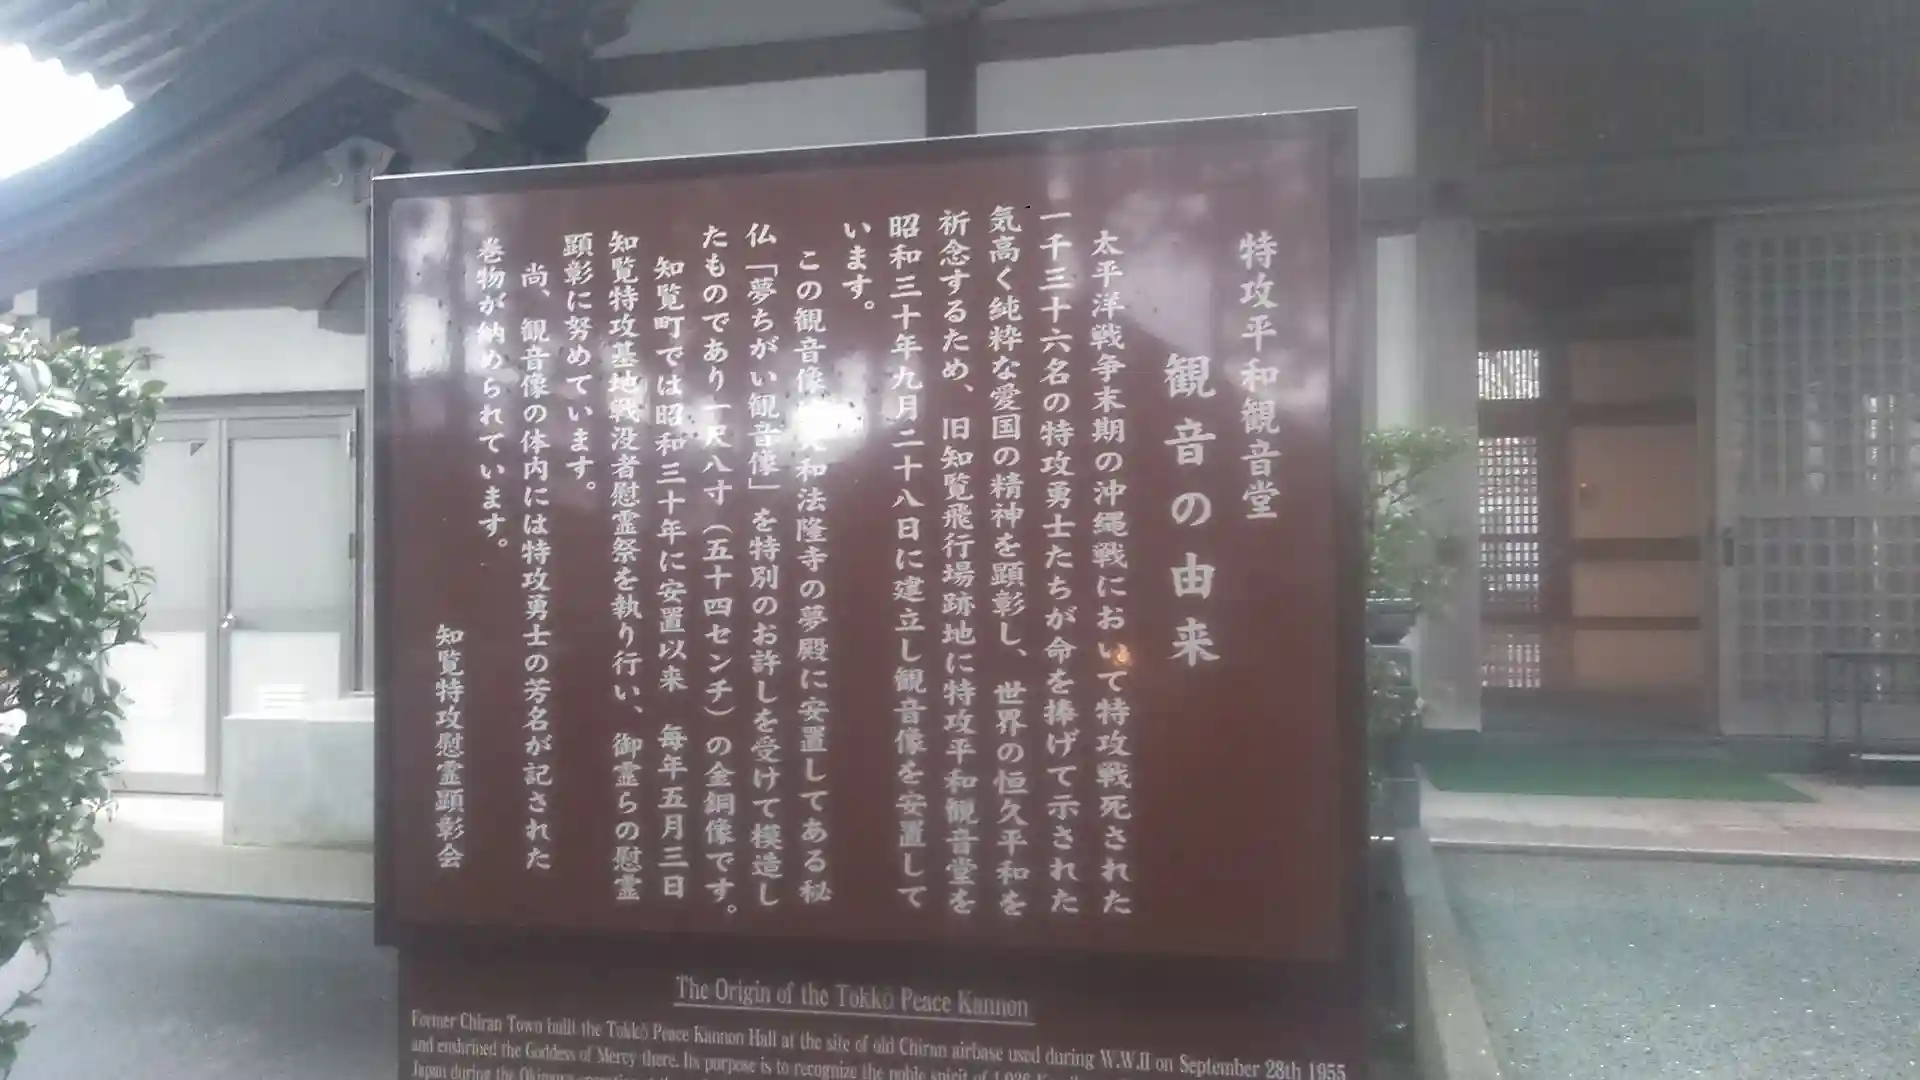 特攻平和観音堂
観音の由来
太平洋戦争末期の沖縄戦において特攻戦死された
一千三十六名の特攻勇士たちが命を捧げて示された
気高く純粋な愛国の精神を顕彰し、世界の恒久平和を
祈念するため、旧知覧飛行場跡地に特攻平和観音堂を
昭和三十年九月二十八日に建立し観音像を安置して
います。
この観音像 大和法隆寺の夢殿に安置してある秘
仏「夢ちがい観音像」を特別のお許しを受けて模造し
たものであり一尺八寸（五十四センチ）の金銅像です。
知覧町では昭和三十年に安置以来 毎年五月三日
知覧特攻基地戦没者慰霊祭を執り行い、御霊らの慰霊
顕彰に努めています。
尚、観音像の体内には特攻勇士の芳名が記された
巻物が納められています。
知覧特攻慰霊顕彰会
The Origin of the Tokkō Peace Kannon
Former Chiran Town built the Tokkō Peace Kannon Hall at the site of old Chiran airbase used during W.W.II on September 28th 1955
and enshrined the Goddess of Mercy there. Its purpose is to recognize the noble spirit of 1,036
Japan during the Okinawa